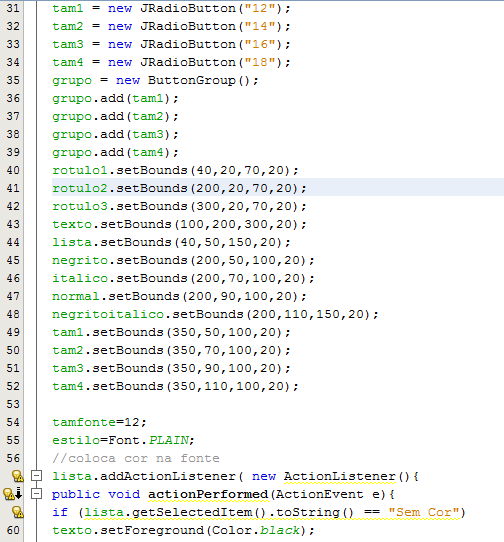 31 tam1 = new JRadioButton("12");
32 tam2 = new JRadioButton("14");
33 tam3 = new JRadioButton("16");
34 tam4 = new JRadioButton("18");
35 grupo = new ButtonGroup();
36 grupo.add(tam1);
37 grupo.add(tam2);
38 grupo.add(tam3);
39 grupo.add(tam4);
40 rotulo1.setBounds(40,20,70,20);
41 rotulo2.setBounds(200,20,70,20);
42 rotulo3.setBounds(300,20,70,20);
43 texto.setBounds(100,200,300,20);
44 lista.setBounds(40,50,150,20);
45 negrito.setBounds(200,50,100,20);
46 italico.setBounds(200,70,100,20);
47 normal.setBounds(200,90,100,20);
48 negritoitalico.setBounds(200,110,150,20);
49 tam1.setBounds(350,50,100,20);
50 tam2.setBounds(350,70,100,20);
51 tam3.setBounds(350,90,100,20);
52 tam4.setBounds(350,110,100,20);
53
54 tamfonte=12;
55 estilo=Font.PLAIN;
56 //coloca cor na fonte
lista.addActionListener( new ActionListener(){
public void actionPerformed(ActionEvent e){
if (lista.getSelectedItem().toString() == "Sem Cor")
60 texto.setForeground(Color.black);